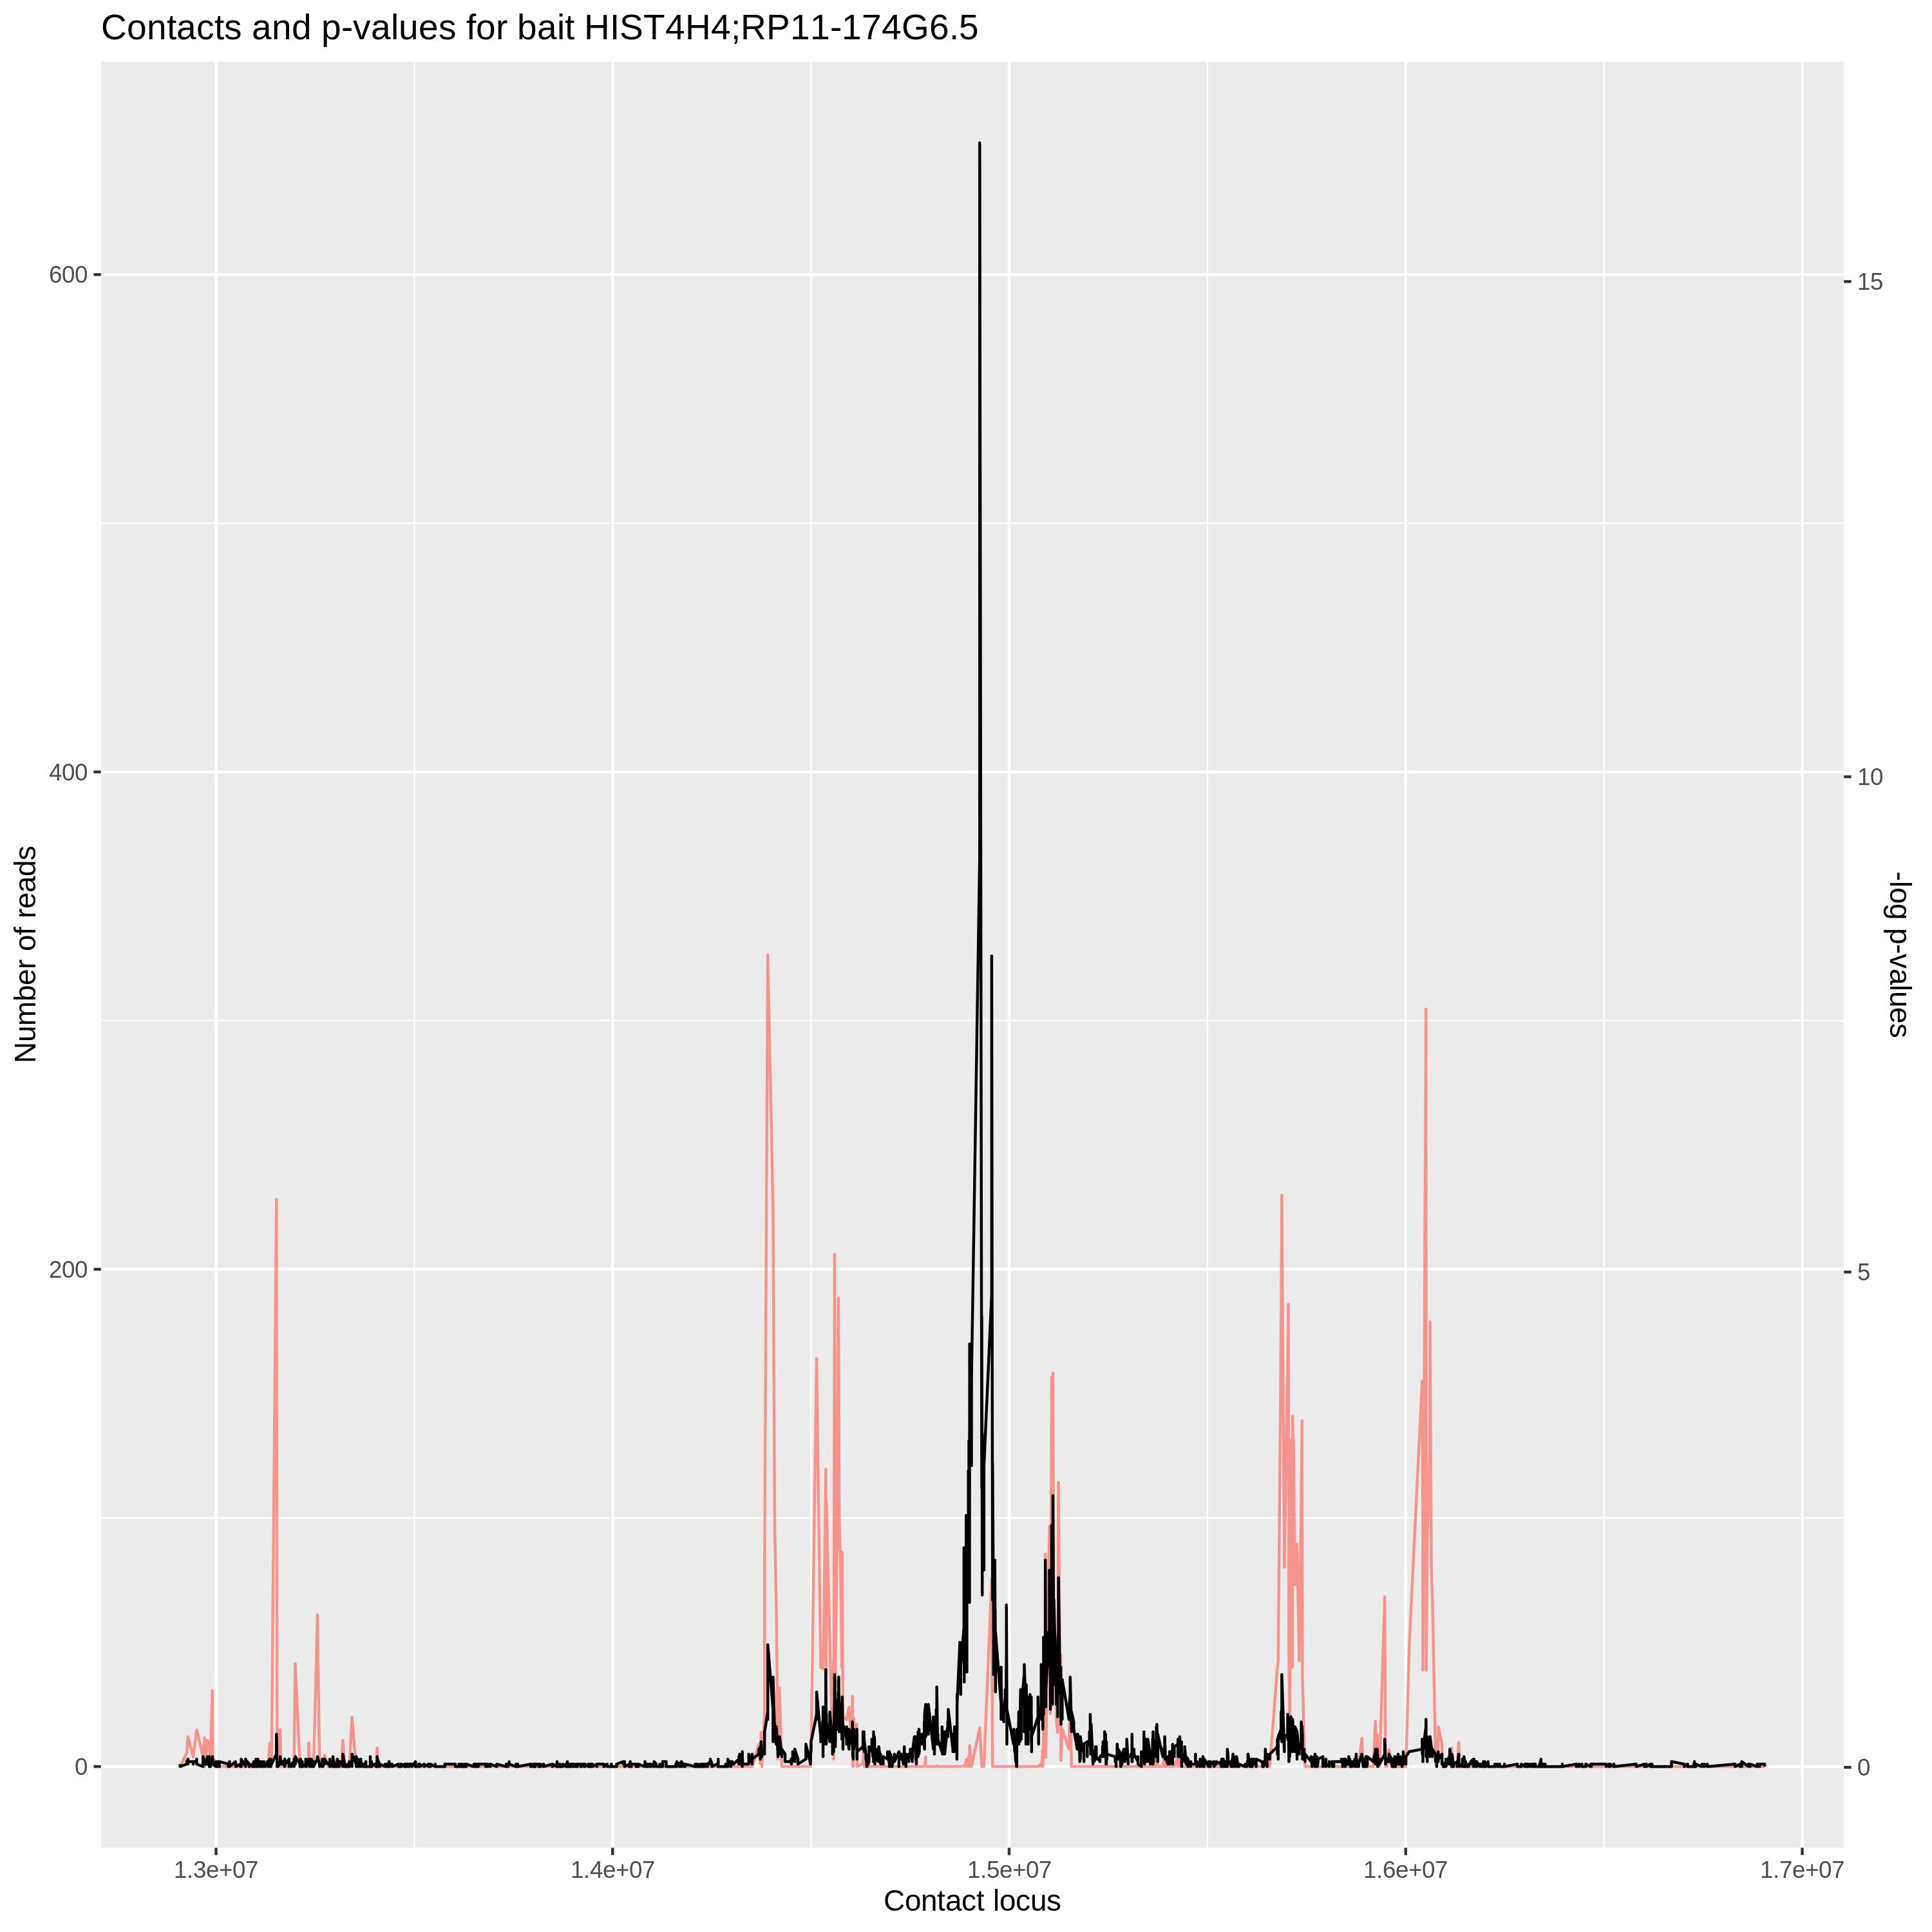 Contacts and p-values for bait HIST4H4;RP11-174G6.5
600
400
200
0
15
10
5
0
Number of reads
-log p-values
1.3e+07 1.4e+07 1.5e+07 1.6e+07 1.7e+07
Contact locus